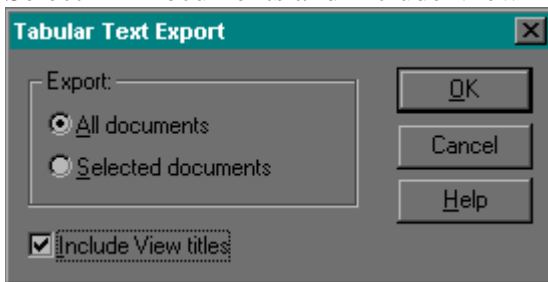 Tabular Text Export
Export:
All documents
Selected documents
Include View titles
OK
Cancel
Help